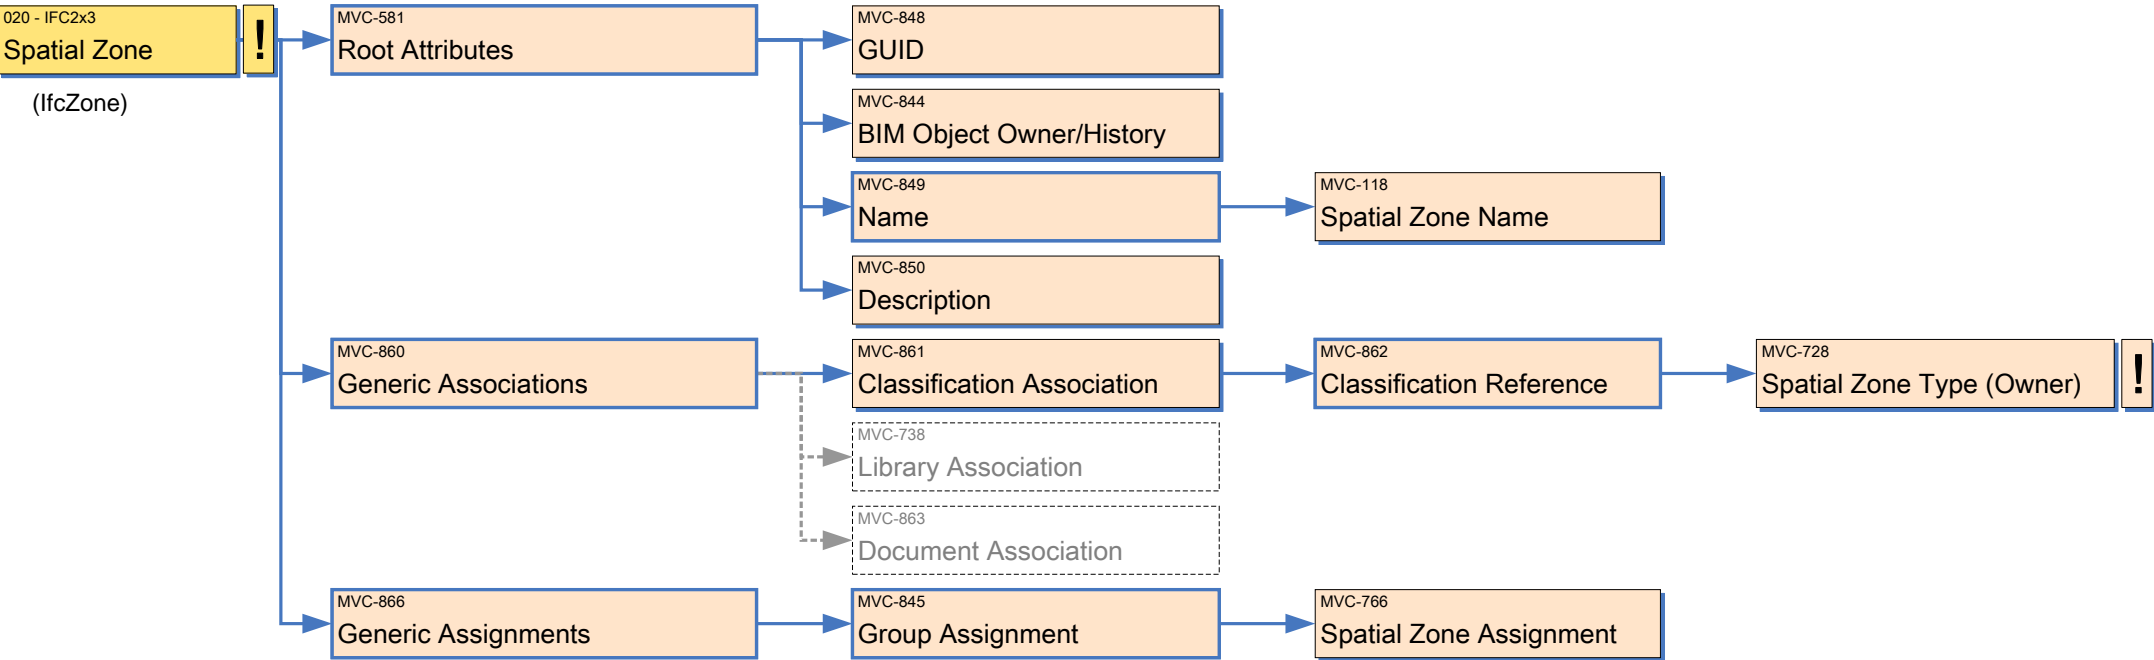 020 - IFC2x3
Spatial Zone
!
(IfcZone)
MVC-581
Root Attributes
MVC-848
GUID
MVC-844
BIM Object Owner/History
MVC-849
Name
MVC-118
Spatial Zone Name
MVC-850
Description
MVC-860
Generic Associations
MVC-861
Classification Association
MVC-862
Classification Reference
MVC-728
Spatial Zone Type (Owner)
!
MVC-738
Library Association
MVC-863
Document Association
MVC-866
Generic Assignments
MVC-845
Group Assignment
MVC-766
Spatial Zone Assignment